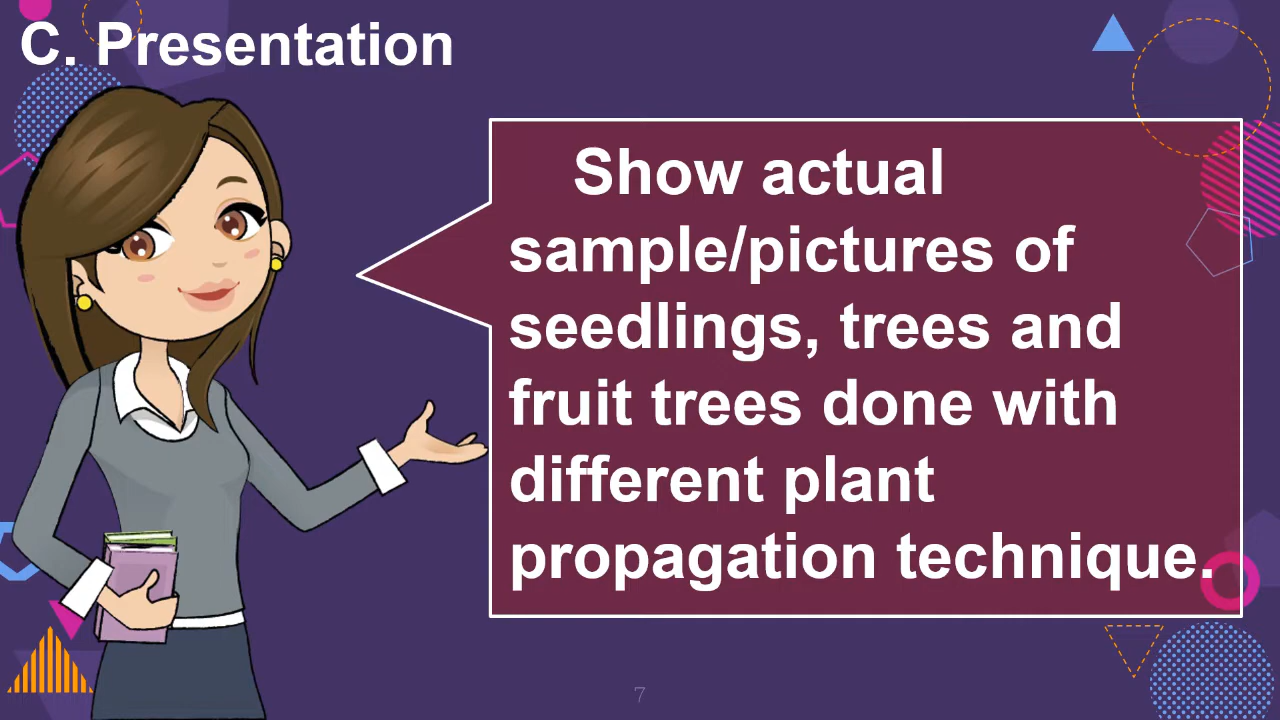 C. Presentation
Show actual
sample/pictures of
seedlings, trees and
fruit trees done with
different plant
propagation technique.
7